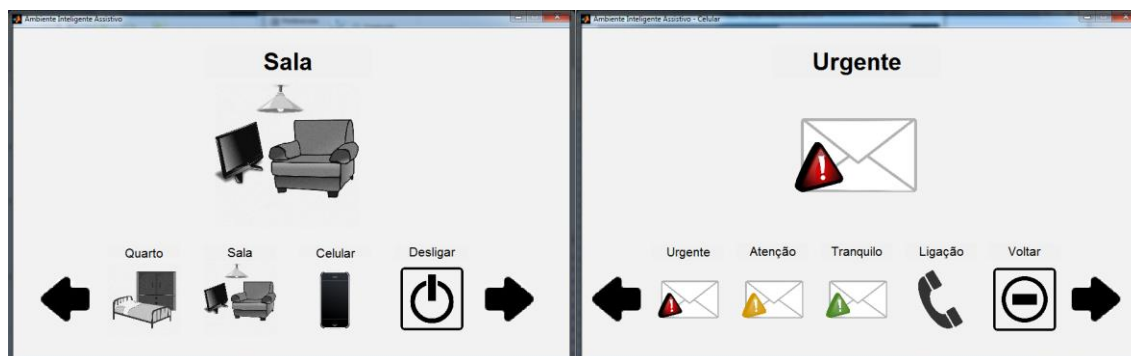 Ambiente Inteligente Assistivo
Sala
Quarto Sala Celular Desligar
Ambiente Inteligente Assistivo - Celular
Urgente
Urgente Atenção Tranquilo Ligação Voltar